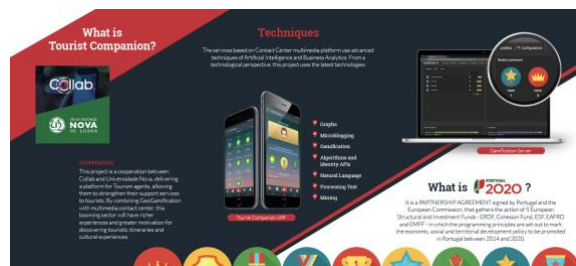 What is
Tourist Companion?
Collab
UNIVERSIDADE
NOVA
DE LISBOA
COOPERATION
This project is a cooperation between
Collab and Universidade Nova, delivering
a platform for Tourism agents, allowing
them to strengthen their support services
to tourists. By combining Gamification
with multimedia contact center, this
booming sector will have richer
experiences and greater motivation for
discovering touristic itineraries and
cultural experiences.
Techniques
The services based on Contact Center multimedia platform use advanced
techniques of Artificial Intelligence and Business Analytics. From a
technological perspective, this project uses the latest technologies:
Graphs
Microblogging
Gamification
Algorithms and
Identity APIs
Natural Language
Processing Text
Mining
Tourist Companion APP
Gamification Server
What is PORTUGAL 2020 ?
It is a PARTNERSHIP AGREEMENT signed by Portugal and the
European Commission, that gathers the action of 5 European
Structural and Investment Funds - ERDF, Cohesion Fund, ESF, EAFRD
and EMFF - in which the programming principles are set out to mark
the economic, social and territorial development policy to be promoted
in Portugal between 2014 and 2020.